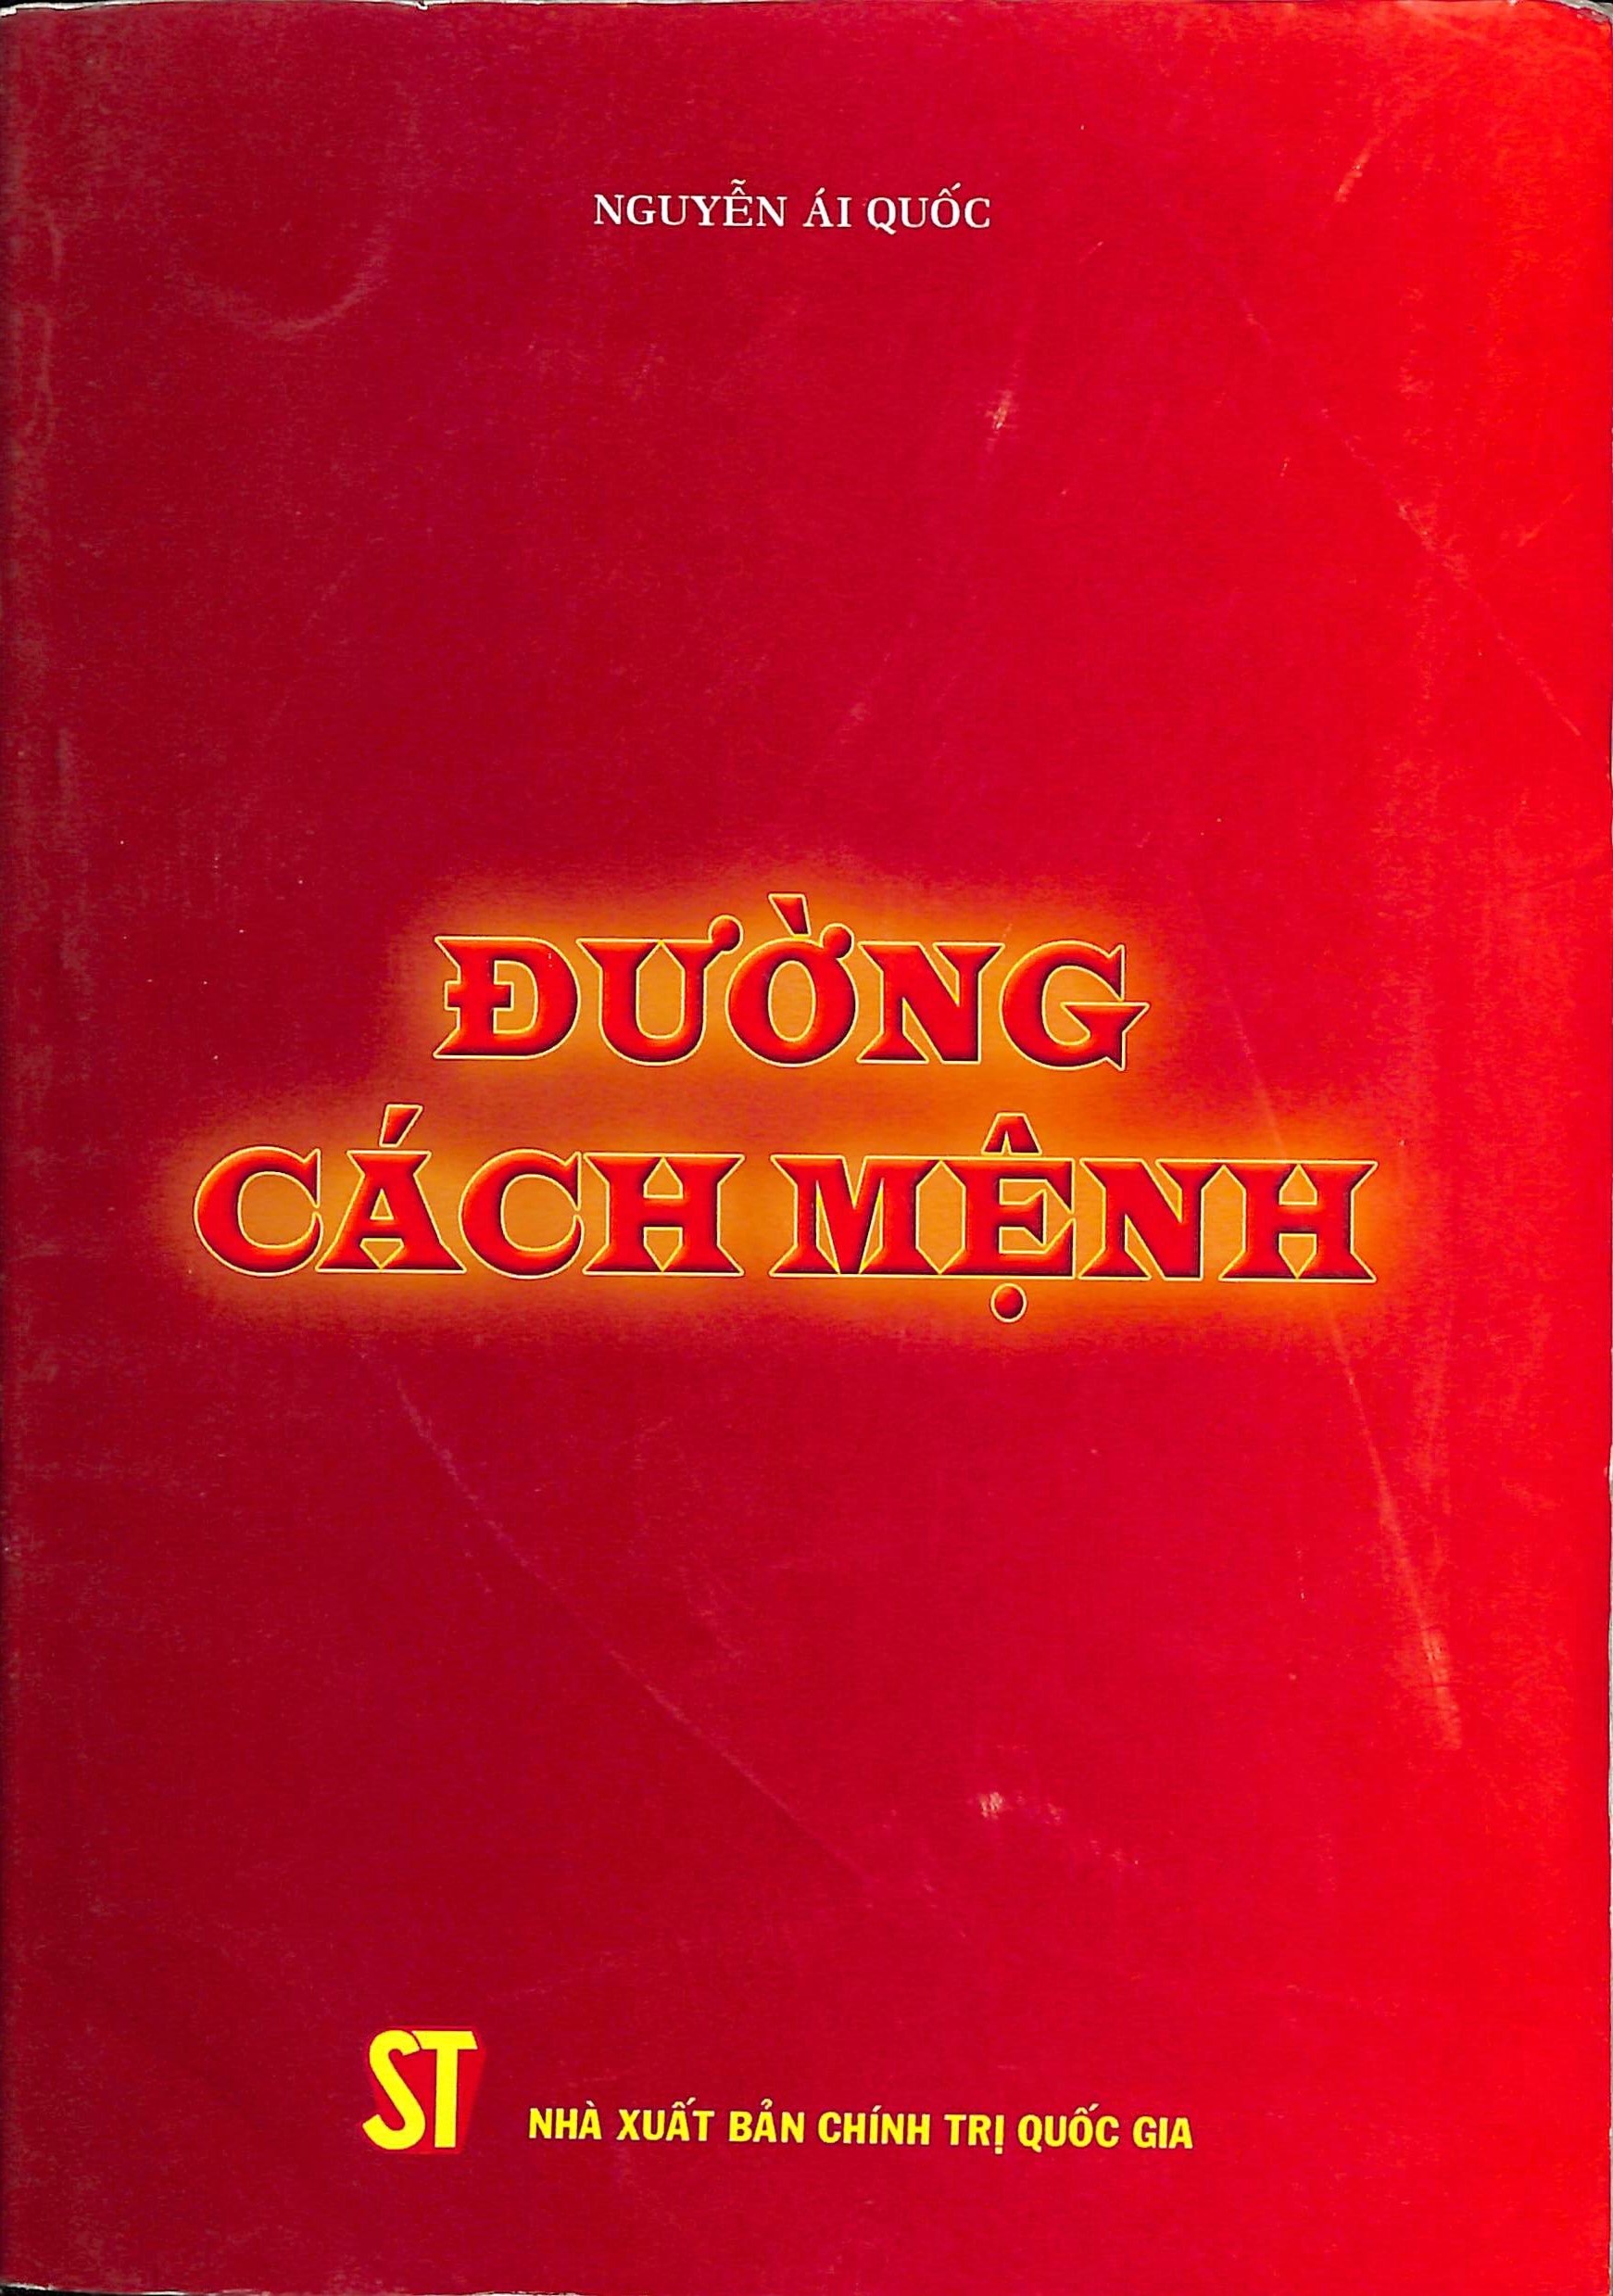 NGUYỄN ÁI QUỐC
ĐƯỜNG
CÁCH MỆNH
ST
NHÀ XUẤT BẢN CHÍNH TRỊ QUỐC GIA